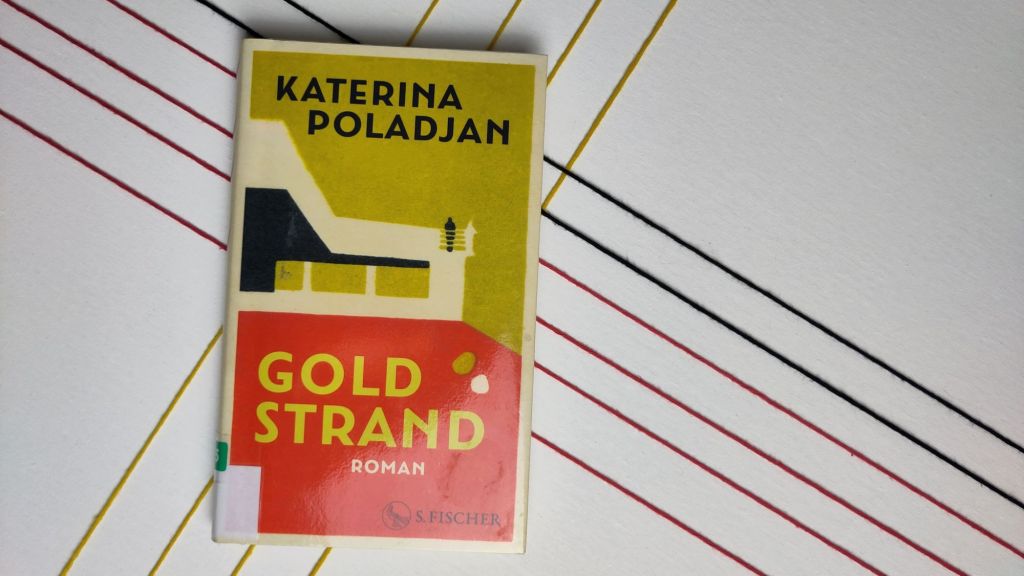 KATERINA
POLADJAN
GOLD
STRAND
ROMAN
S. FISCHER